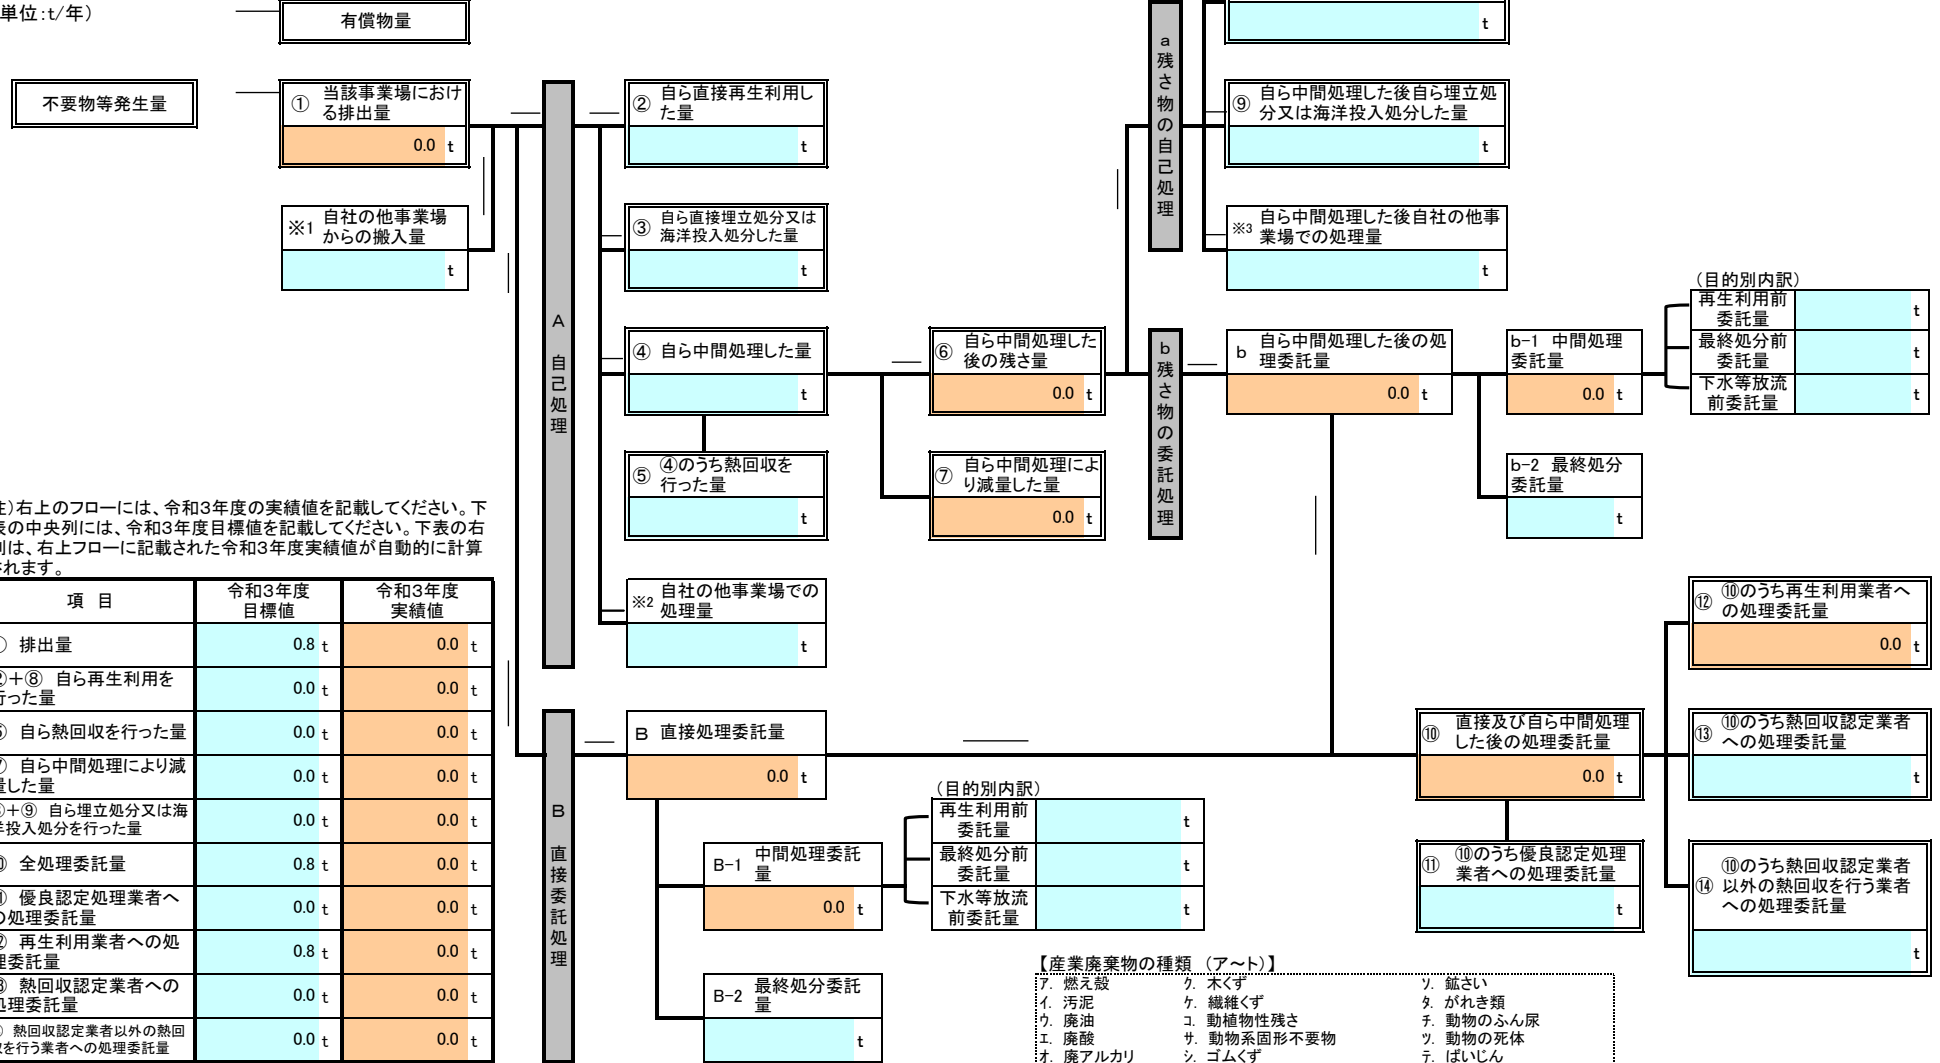 単位:t/年）
有償物量
t
不要物等発生量
① 当該事業場におけ
る排出量
0.0 t
※1 自社の他事業場
からの搬入量
t
A 自己処理
② 自ら直接再生利用し
た量
t
③ 自ら直接埋立処分又は
海洋投入処分した量
t
④ 自ら中間処理した量
t
⑤ ④のうち熱回収を
行った量
t
※2 自社の他事業場での
処理量
t
⑥ 自ら中間処理した
後の残さ量
0.0 t
⑦ 自ら中間処理によ
り減量した量
0.0 t
a 残さ物の自己処理
⑨ 自ら中間処理した後自ら埋立処
分又は海洋投入処分した量
t
※3 自ら中間処理した後自社の他事
業場での処理量
t
b 残さ物の委託処理
b 自ら中間処理した後の処
理委託量
0.0 t
b-1 中間処理
委託量
0.0 t
b-2 最終処分
委託量
t
（目的別内訳）
再生利用前
委託量
t
最終処分前
委託量
t
下水等放流
前委託量
t
)右上のフローには、令和3年度の実績値を記載してください。下
の中央列には、令和3年度目標値を記載してください。下表の右
は、右上フローに記載された令和3年度実績値が自動的に計算
れます。
項 目 令和3年度
目標値 令和3年度
実績値
排出量 0.8 t 0.0 t
+⑧ 自ら再生利用を
った量 0.0 t 0.0 t
自ら熱回収を行った量 0.0 t 0.0 t
自ら中間処理により減
した量 0.0 t 0.0 t
+⑨ 自ら埋立処分又は海
投入処分を行った量 0.0 t 0.0 t
全処理委託量 0.8 t 0.0 t
優良認定処理業者へ
の処理委託量 0.0 t 0.0 t
再生利用業者への処
理委託量 0.8 t 0.0 t
熱回収認定業者への
処理委託量 0.0 t 0.0 t
熱回収認定業者以外の熱回
を行う業者への処理委託量 0.0 t 0.0 t
B 直接委託処理
B 直接処理委託量
0.0 t
B-1 中間処理委託
量
0.0 t
B-2 最終処分委託
量
t
（目的別内訳）
再生利用前
委託量
t
最終処分前
委託量
t
下水等放流
前委託量
t
⑩ 直接及び自ら中間処理
した後の処理委託量
0.0 t
⑪ ⑩のうち優良認定処理
業者への処理委託量
t
⑫ ⑩のうち再生利用業者へ
の処理委託量
0.0 t
⑬ ⑩のうち熱回収認定業者
への処理委託量
t
⑭ ⑩のうち熱回収認定業者
以外の熱回収を行う業者
への処理委託量
t
【産業廃棄物の種類 （ア～ト）】
ア. 燃え殻 ク. 木くず ソ. 鉱さい
イ. 汚泥 ケ. 繊維くず タ. がれき類
ウ. 廃油 コ. 動植物性残さ チ. 動物のふん尿
エ. 廃酸 サ. 動物系固形不要物 ツ. 動物の死体
オ. 廃アルカリ シ. ゴムくず テ. ばいじん